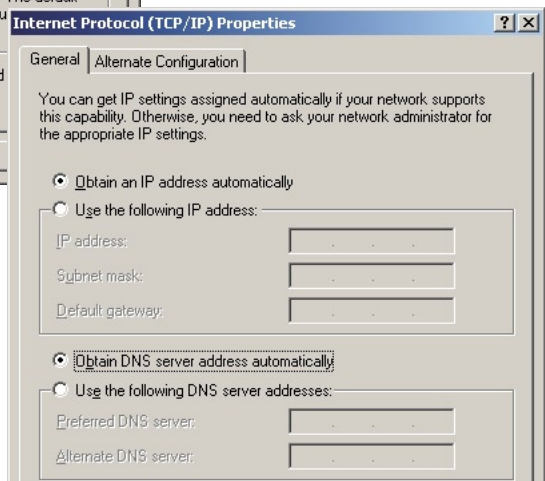 The default
Internet Protocol (TCP/IP) Properties
General
Alternate Configuration
You can get IP settings assigned automatically if your network supports
this capability. Otherwise, you need to ask your network administrator for
the appropriate IP settings.
Obtain an IP address automatically
Use the following IP address:
IP address:
Subnet mask:
Default gateway:
Obtain DNS server address automatically
Use the following DNS server addresses:
Preferred DNS server:
Alternate DNS server: